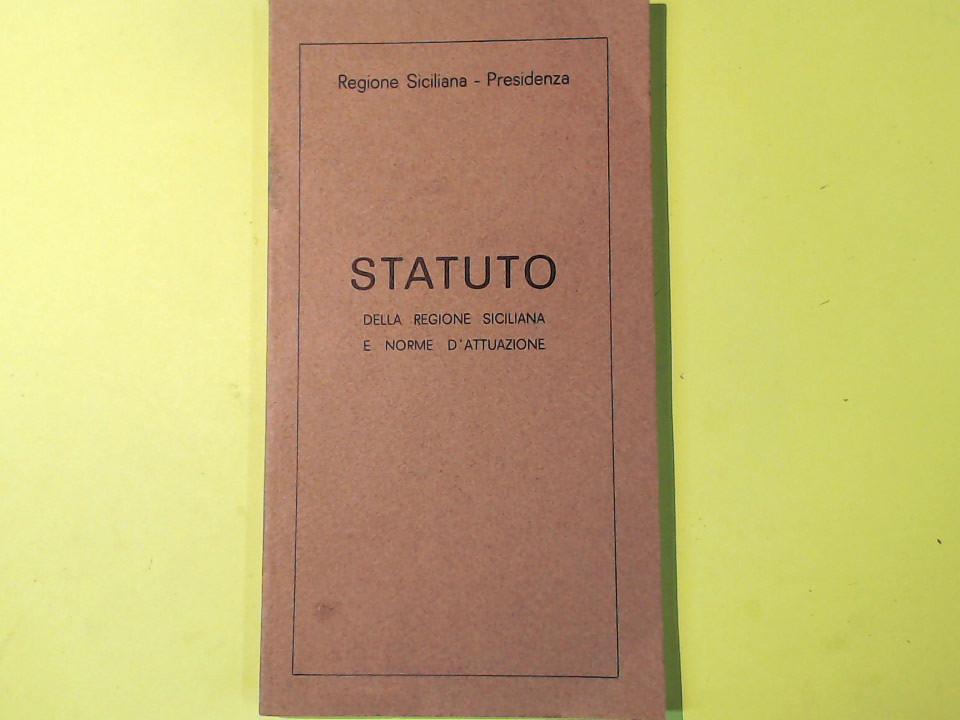 Regione Siciliana - Presidenza
STATUTO
DELLA REGIONE SICILIANA
E NORME D'ATTUAZIONE